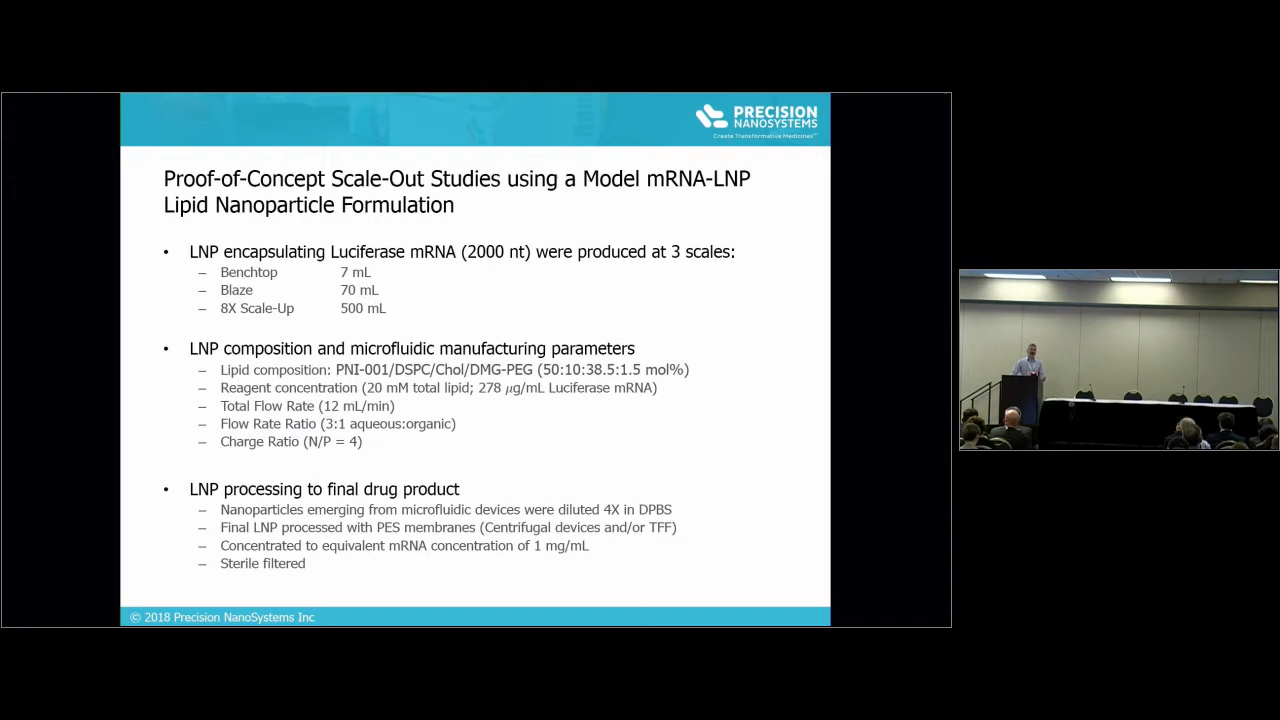 PRECISION
NANOSYSTEMS
Create Transformative Medicines™
Proof-of-Concept Scale-Out Studies using a Model mRNA-LNP
Lipid Nanoparticle Formulation
• LNP encapsulating Luciferase mRNA (2000 nt) were produced at 3 scales:
– Benchtop 7 mL
– Blaze 70 mL
– 8X Scale-Up 500 mL
• LNP composition and microfluidic manufacturing parameters
– Lipid composition: PNI-001/DSPC/Chol/DMG-PEG (50:10:38.5:1.5 mol%)
– Reagent concentration (20 mM total lipid; 278 µg/mL Luciferase mRNA)
– Total Flow Rate (12 mL/min)
– Flow Rate Ratio (3:1 aqueous:organic)
– Charge Ratio (N/P = 4)
• LNP processing to final drug product
– Nanoparticles emerging from microfluidic devices were diluted 4X in DPBS
– Final LNP processed with PES membranes (Centrifugal devices and/or TFF)
– Concentrated to equivalent mRNA concentration of 1 mg/mL
– Sterile filtered
© 2018 Precision NanoSystems Inc